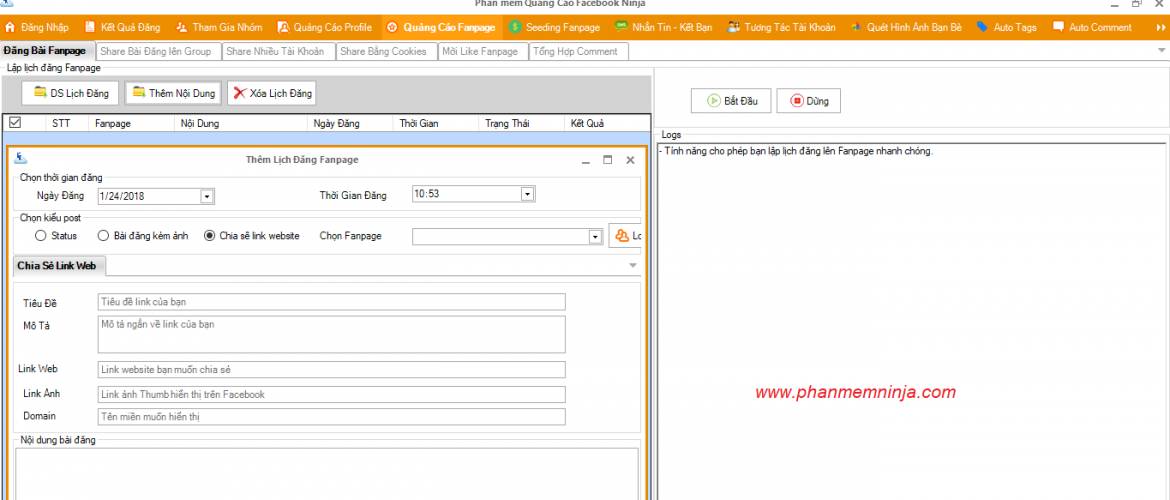 Phần mềm Quảng Cáo Facebook Ninja
Đăng Nhập Kết Quả Đăng Tham Gia Nhóm Quảng Cáo Profile Quảng Cáo Fanpage Seeding Fanpage Nhắn Tin - Kết Bạn Tương Tác Tài Khoản Quét Hình Ảnh Bạn Bè Auto Tags Auto Comment
Đăng Bài Fanpage Share Bài Đăng lên Group Share Nhiều Tài Khoản Share Bằng Cookies Mời Like Fanpage Tổng Hợp Comment
Lập lịch đăng Fanpage
DS Lịch Đăng Thêm Nội Dung Xóa Lịch Đăng
Bắt Đầu Dừng
STT Fanpage Nội Dung Ngày Đăng Thời Gian Trạng Thái Kết Quả
Logs
- Tính năng cho phép bạn lập lịch đăng lên Fanpage nhanh chóng.
Thêm Lịch Đăng Fanpage
Chọn thời gian đăng
Ngày Đăng 1/24/2018 Thời Gian Đăng 10:53
Chọn kiểu post
Status Bài đăng kèm ảnh Chia sẽ link website Chọn Fanpage
Chia Sẻ Link Web
Tiêu Đề Tiêu đề link của bạn
Mô Tả Mô tả ngắn về link của bạn
Link Web Link website bạn muốn chia sẻ
Link Ảnh Link ảnh Thumb hiển thị trên Facebook
Domain Tên miền muốn hiển thị
Nội dung bài đăng
www.phanmemninja.com